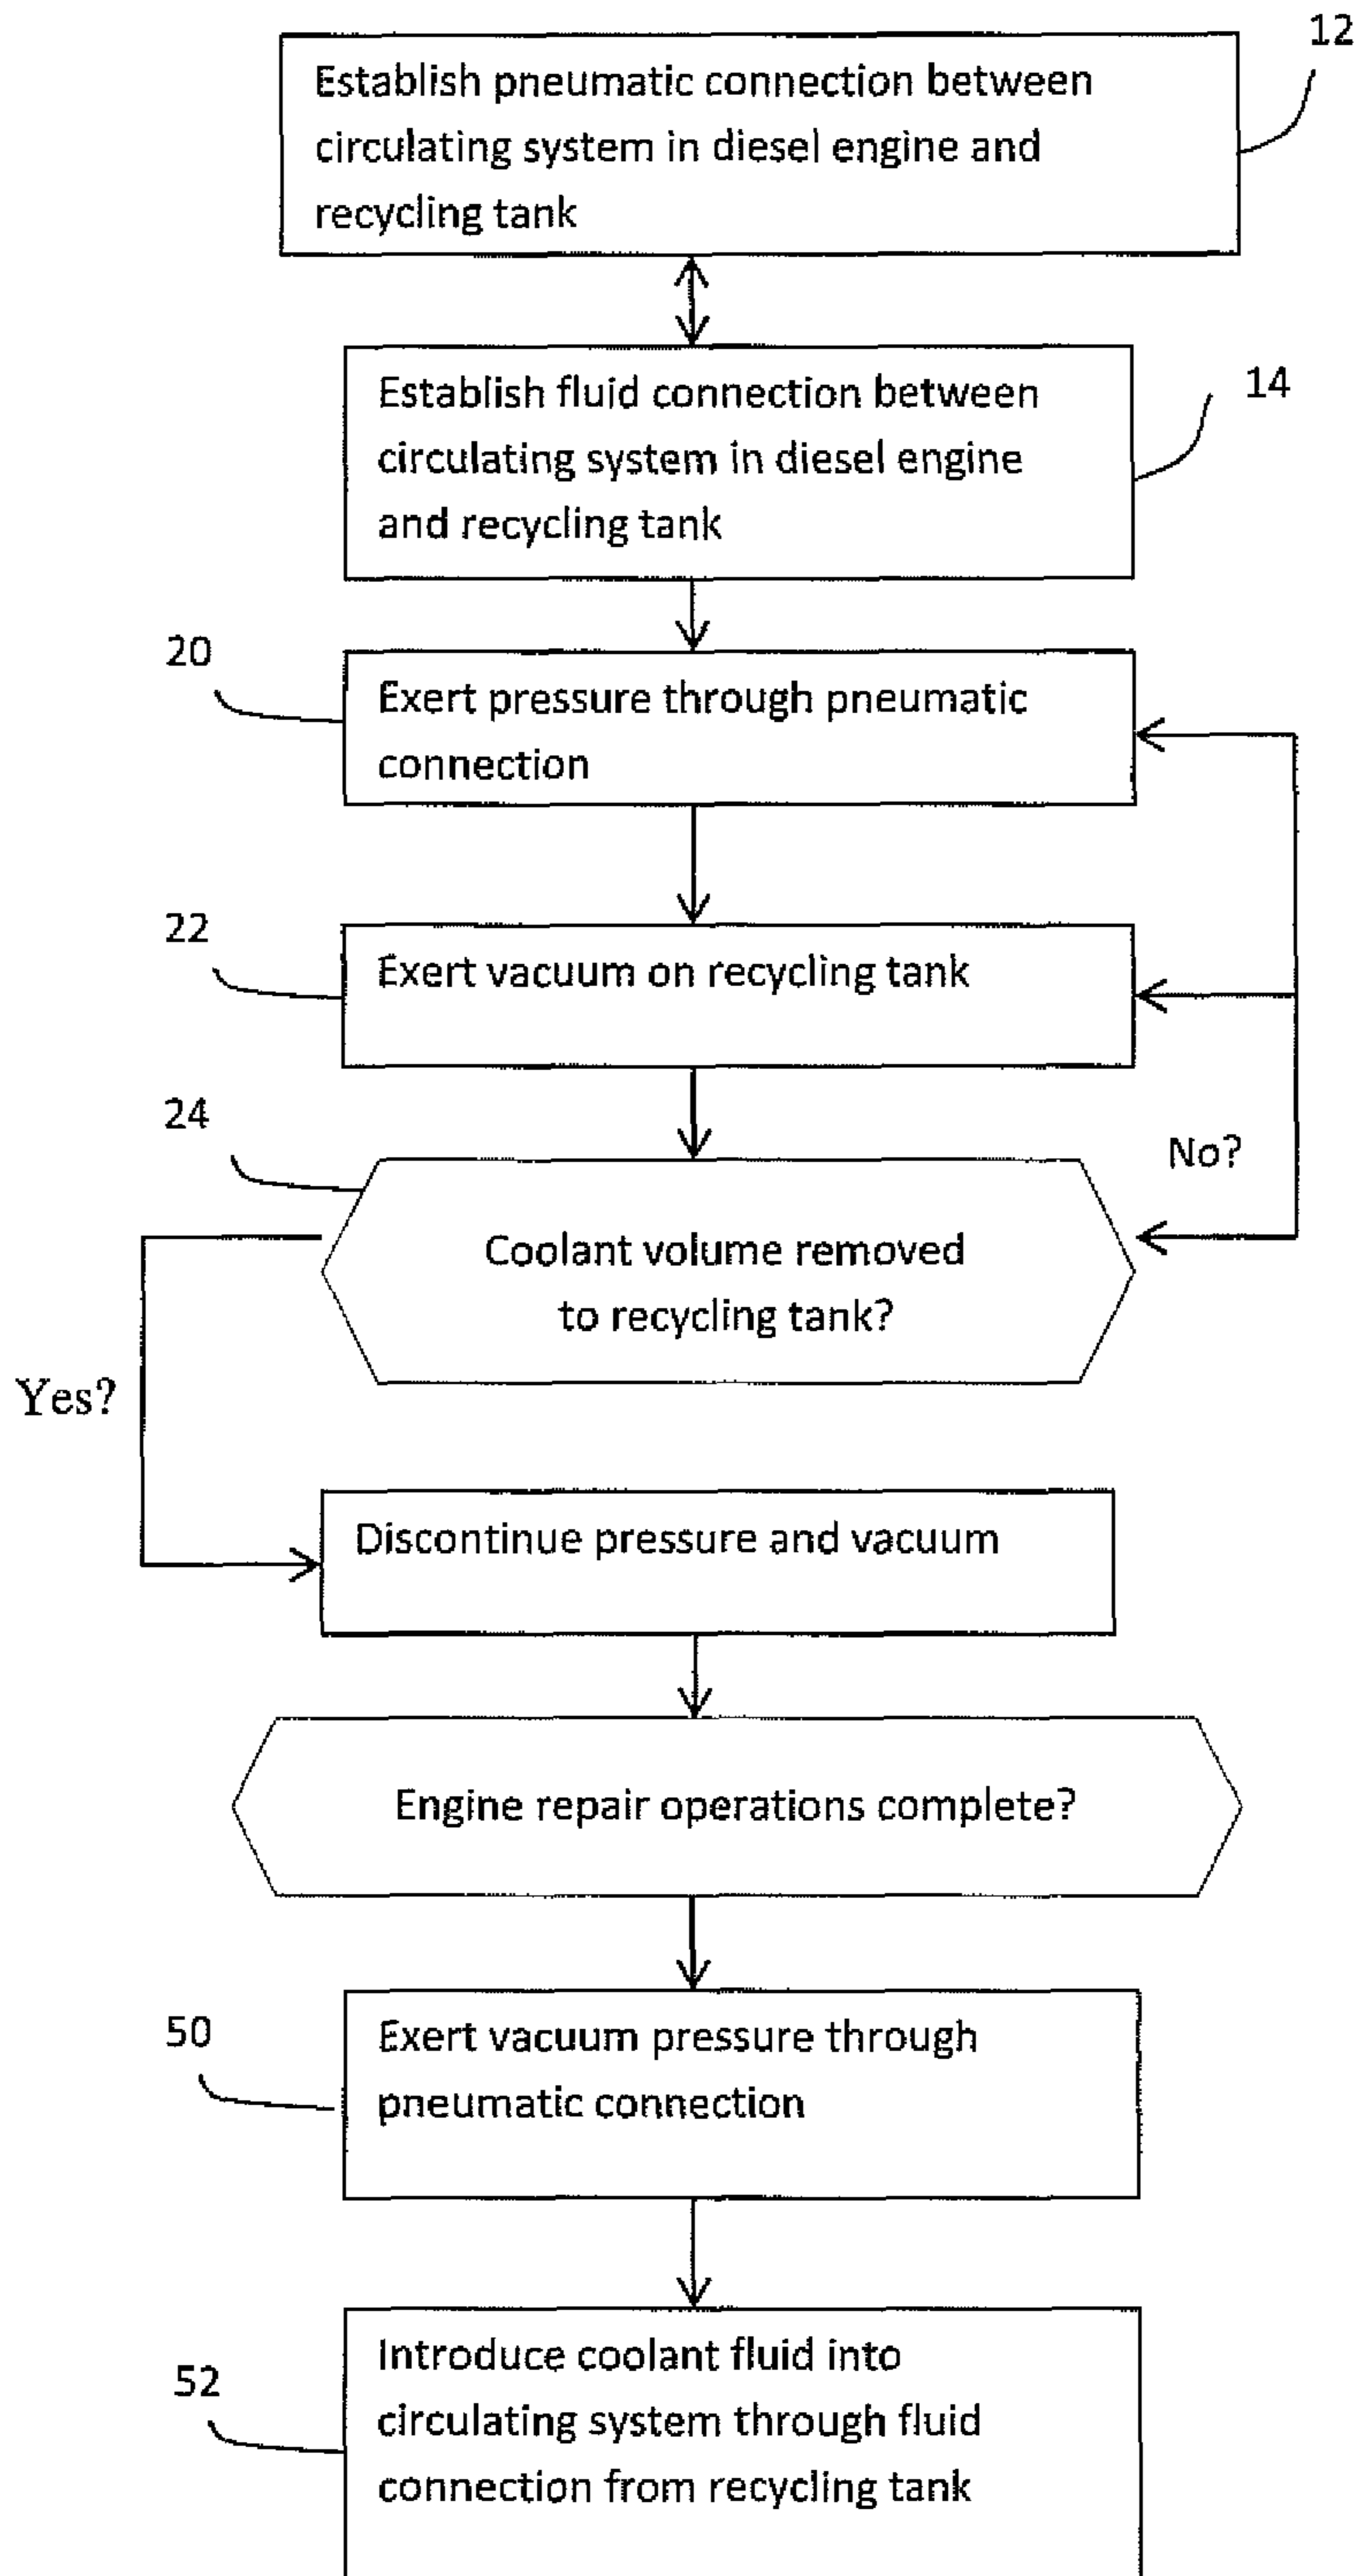 12
Establish pneumatic connection between
circulating system in diesel engine and
recycling tank
14
Establish fluid connection between
circulating system in diesel engine
and recycling tank
20
Exert pressure through pneumatic
connection
22
Exert vacuum on recycling tank
24
No?
Coolant volume removed
to recycling tank?
Yes?
Discontinue pressure and vacuum
Engine repair operations complete?
50
Exert vacuum pressure through
pneumatic connection
52
Introduce coolant fluid into
circulating system through fluid
connection from recycling tank